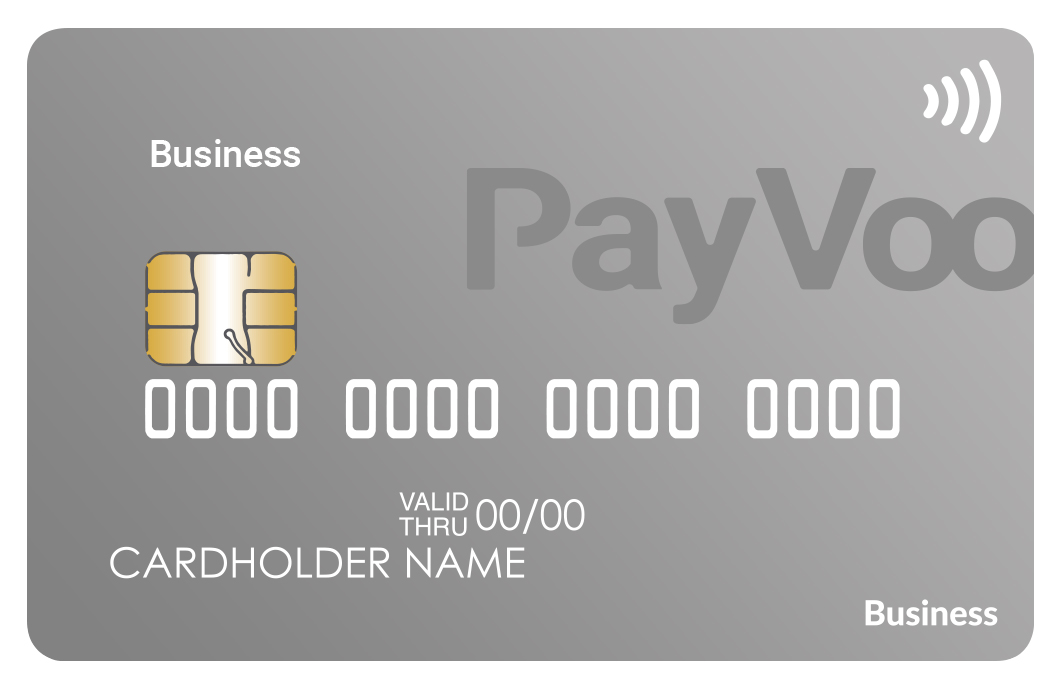 Business
PayVoo
0000 0000 0000 0000
VALID
THRU 00/00
CARDHOLDER NAME
Business